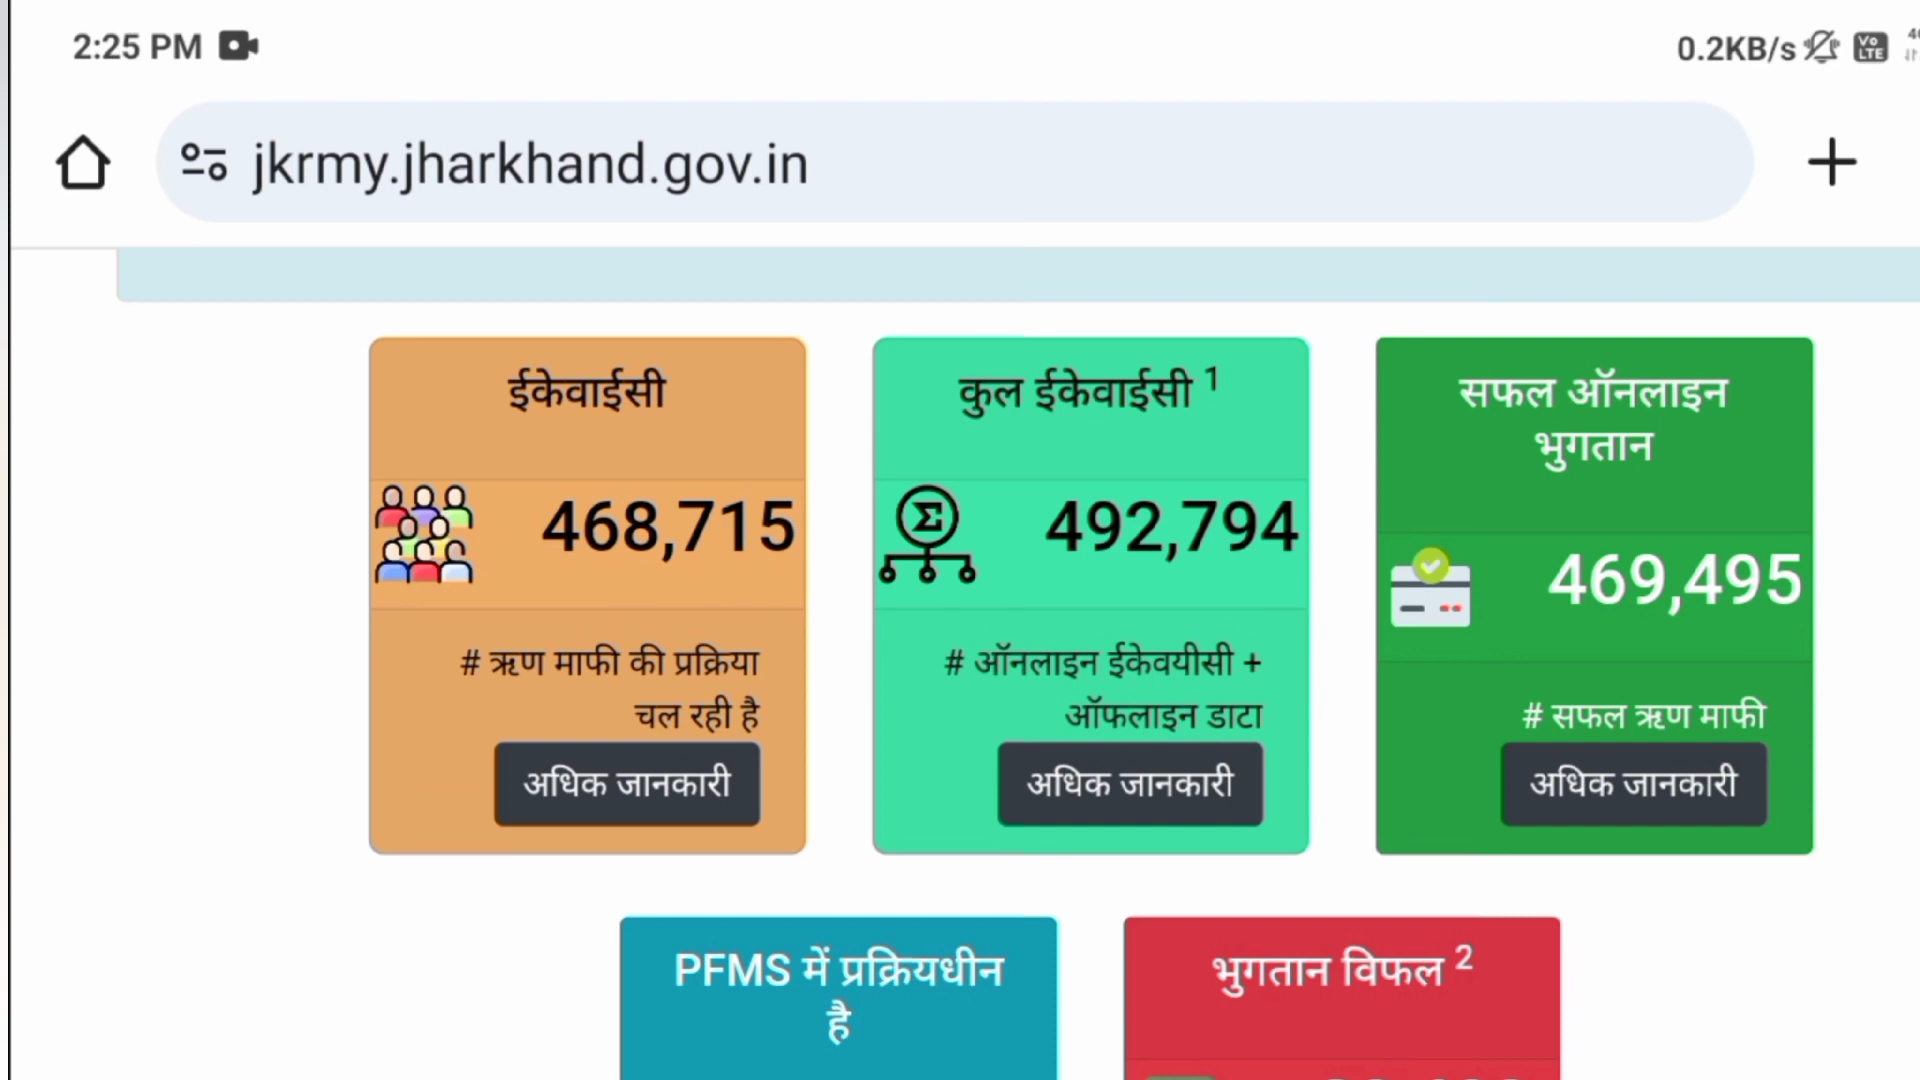 2:25 PM
0.2KB/s
Vo LTE
jkrmy.jharkhand.gov.in
ईकेवाईसी
468,715
# ऋण माफी की प्रक्रिया
चल रही है
अधिक जानकारी
कुल ईकेवाईसी 1
Σ
492,794
# ऑनलाइन ईकेवयीसी +
ऑफलाइन डाटा
अधिक जानकारी
सफल ऑनलाइन
भुगतान
469,495
# सफल ऋण माफी
अधिक जानकारी
PFMS में प्रक्रियधीन
है
भुगतान विफल 2